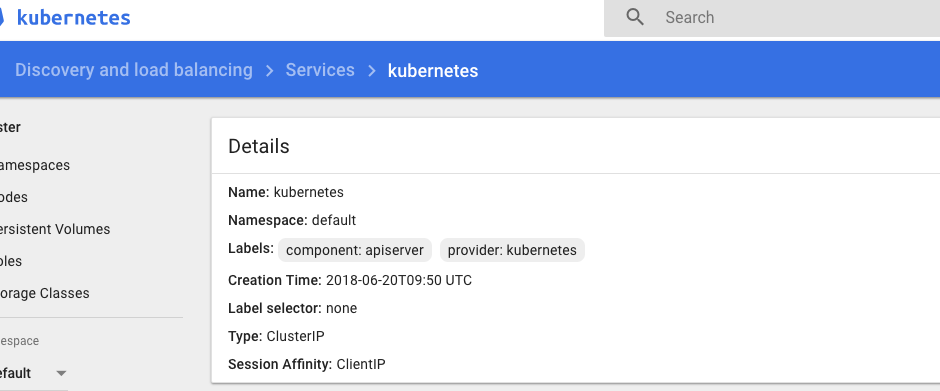 kubernetes
Search
Discovery and load balancing > Services > kubernetes
ster
amespaces
odes
ersistent Volumes
oles
orage Classes
espace
efault
Details
Name: kubernetes
Namespace: default
Labels: component: apiserver provider: kubernetes
Creation Time: 2018-06-20T09:50 UTC
Label selector: none
Type: ClusterIP
Session Affinity: ClientIP